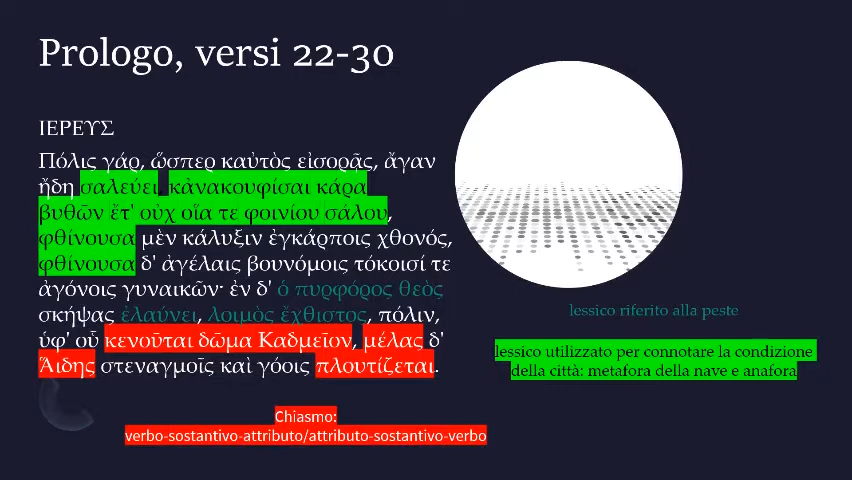 Prologo, versi 22-30
ΙΕΡΕΥΣ
Πόλις γάρ, ὥσπερ καὐτὸς εἰσορᾷς, ἄγαν
ἤδη σαλεύει, κἀνακουφίσαι κάρα
βυθῶν ἔτ' οὐχ οἵα τε φοινίου σάλου,
φθίνουσα μὲν κάλυξιν ἐγκάρποις χθονός,
φθίνουσα δ' ἀγέλαις βουνόμοις τόκοισί τε
ἀγόνοις γυναικῶν· ἐν δ' ὁ πυρφόρος θεὸς
σκήψας ἐλαύνει, λοιμὸς ἔχθιστος, πόλιν,
ὑφ' οὗ κενοῦται δῶμα Καδμεῖον, μέλας δ'
Ἅιδης στεναγμοῖς καὶ γόοις πλουτίζεται.
lessico riferito alla peste
lessico utilizzato per connotare la condizione
della città: metafora della nave e anafora
Chiasmo:
verbo-sostantivo-attributo/attributo-sostantivo-verbo